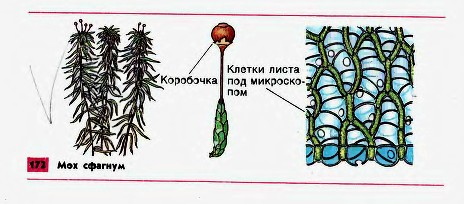 Коробочка
Клетки листа
под микроско-
пом
173 Мох сфагнум